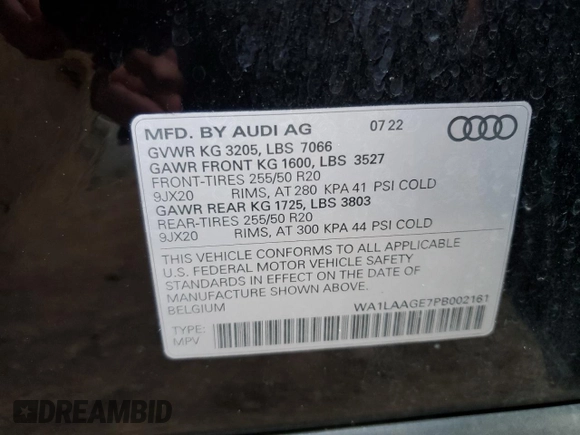 MFD. BY AUDI AG 07 22
GVWR KG 3205, LBS 7066
GAWR FRONT KG 1600, LBS 3527
FRONT-TIRES 255/50 R20
9JX20 RIMS, AT 280 KPA 41 PSI COLD
GAWR REAR KG 1725, LBS 3803
REAR-TIRES 255/50 R20
9JX20 RIMS, AT 300 KPA 44 PSI COLD
THIS VEHICLE CONFORMS TO ALL APPLICABLE
U.S. FEDERAL MOTOR VEHICLE SAFETY
STANDARDS IN EFFECT ON THE DATE OF
MANUFACTURE SHOWN ABOVE.
BELGIUM WA1LAAGE7PB002161
TYPE:
MPV
DREAMBID